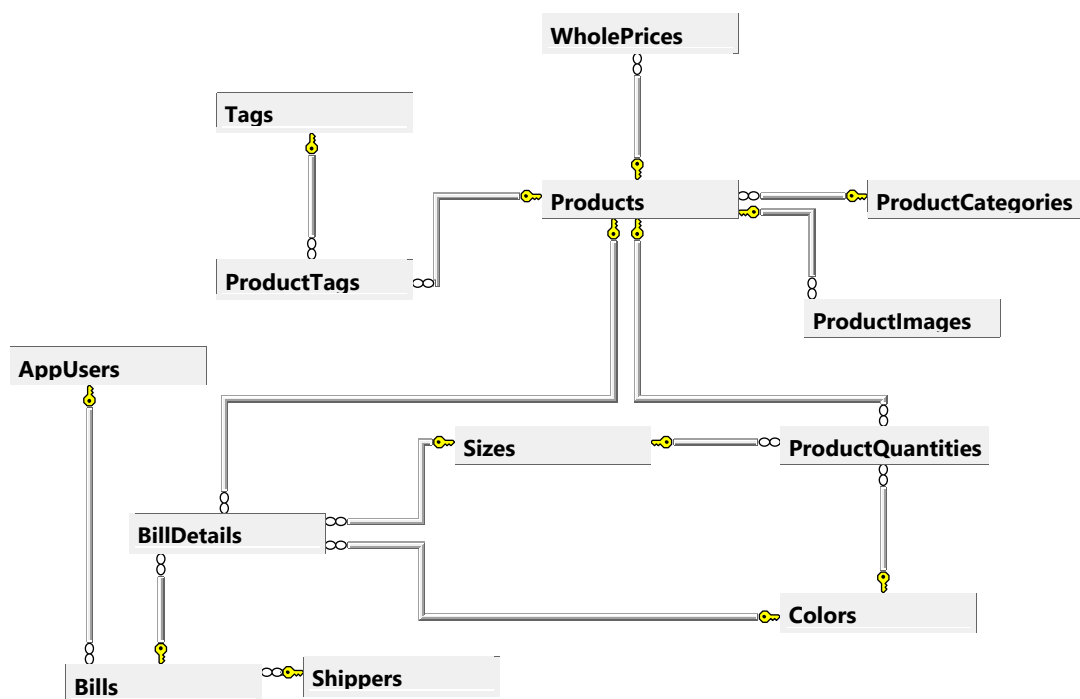 WholePrices
Tags
Products
ProductCategories
ProductTags
ProductImages
AppUsers
Sizes
ProductQuantities
BillDetails
Colors
Bills
Shippers